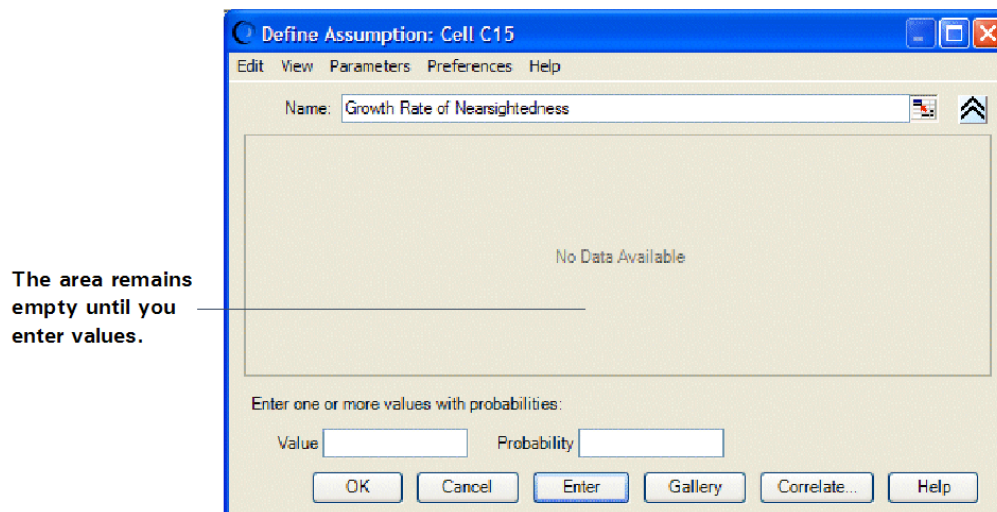 Define Assumption: Cell C15
Edit View Parameters Preferences Help
Name: Growth Rate of Nearsightedness
No Data Available
The area remains
empty until you
enter values.
Enter one or more values with probabilities:
Value Probability
OK Cancel Enter Gallery Correlate... Help